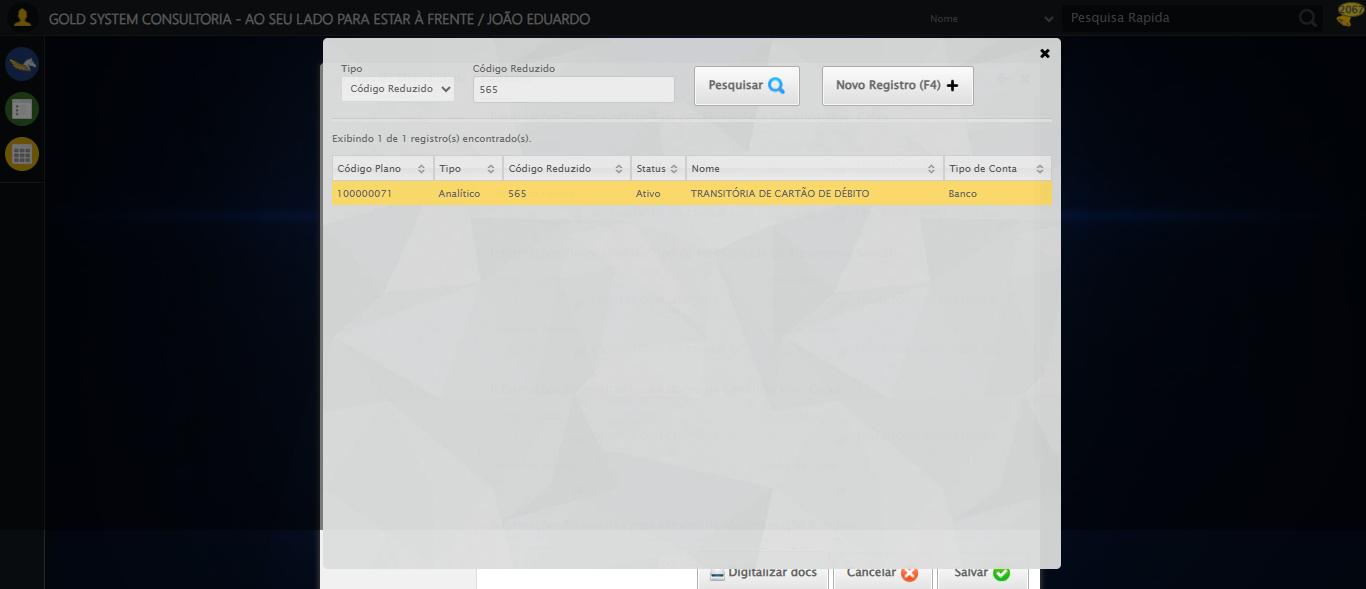 GOLD SYSTEM CONSULTORIA - AO SEU LADO PARA ESTAR À FRENTE / JOÃO EDUARDO
Nome
Pesquisa Rapida
2067
Tipo
Código Reduzido
Código Reduzido
565
Pesquisar
Novo Registro (F4)
Exibindo 1 de 1 registro(s) encontrado(s).
Código Plano Tipo Código Reduzido Status Nome Tipo de Conta
100000071 Analítico 565 Ativo TRANSITÓRIA DE CARTÃO DE DÉBITO Banco
Digitalizar docs Cancelar Salvar